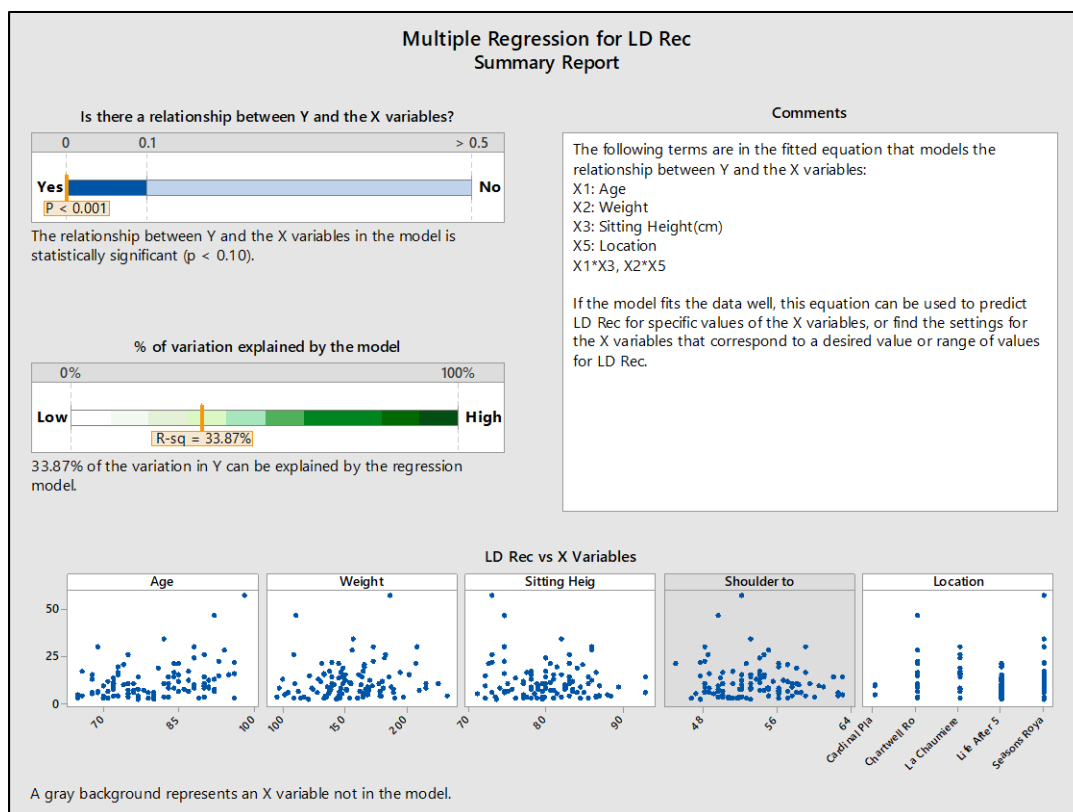 Multiple Regression for LD Rec
Summary Report
Is there a relationship between Y and the X variables?
0 0.1 > 0.5
Yes No
P < 0.001
The relationship between Y and the X variables in the model is
statistically significant (p < 0.10).
% of variation explained by the model
0% 100%
Low High
R-sq = 33.87%
33.87% of the variation in Y can be explained by the regression
model.
Comments
The following terms are in the fitted equation that models the
relationship between Y and the X variables:
X1: Age
X2: Weight
X3: Sitting Height(cm)
X5: Location
X1*X3, X2*X5
If the model fits the data well, this equation can be used to predict
LD Rec for specific values of the X variables, or find the settings for
the X variables that correspond to a desired value or range of values
for LD Rec.
LD Rec vs X Variables
Age Weight Sitting Heig Shoulder to Location
50
25
0
70 85 100 100 150 200 70 80 90 48 56 64 Cardinal Pla Chartwell Ro La Chaumiere Life After 5 Seasons Roya
A gray background represents an X variable not in the model.